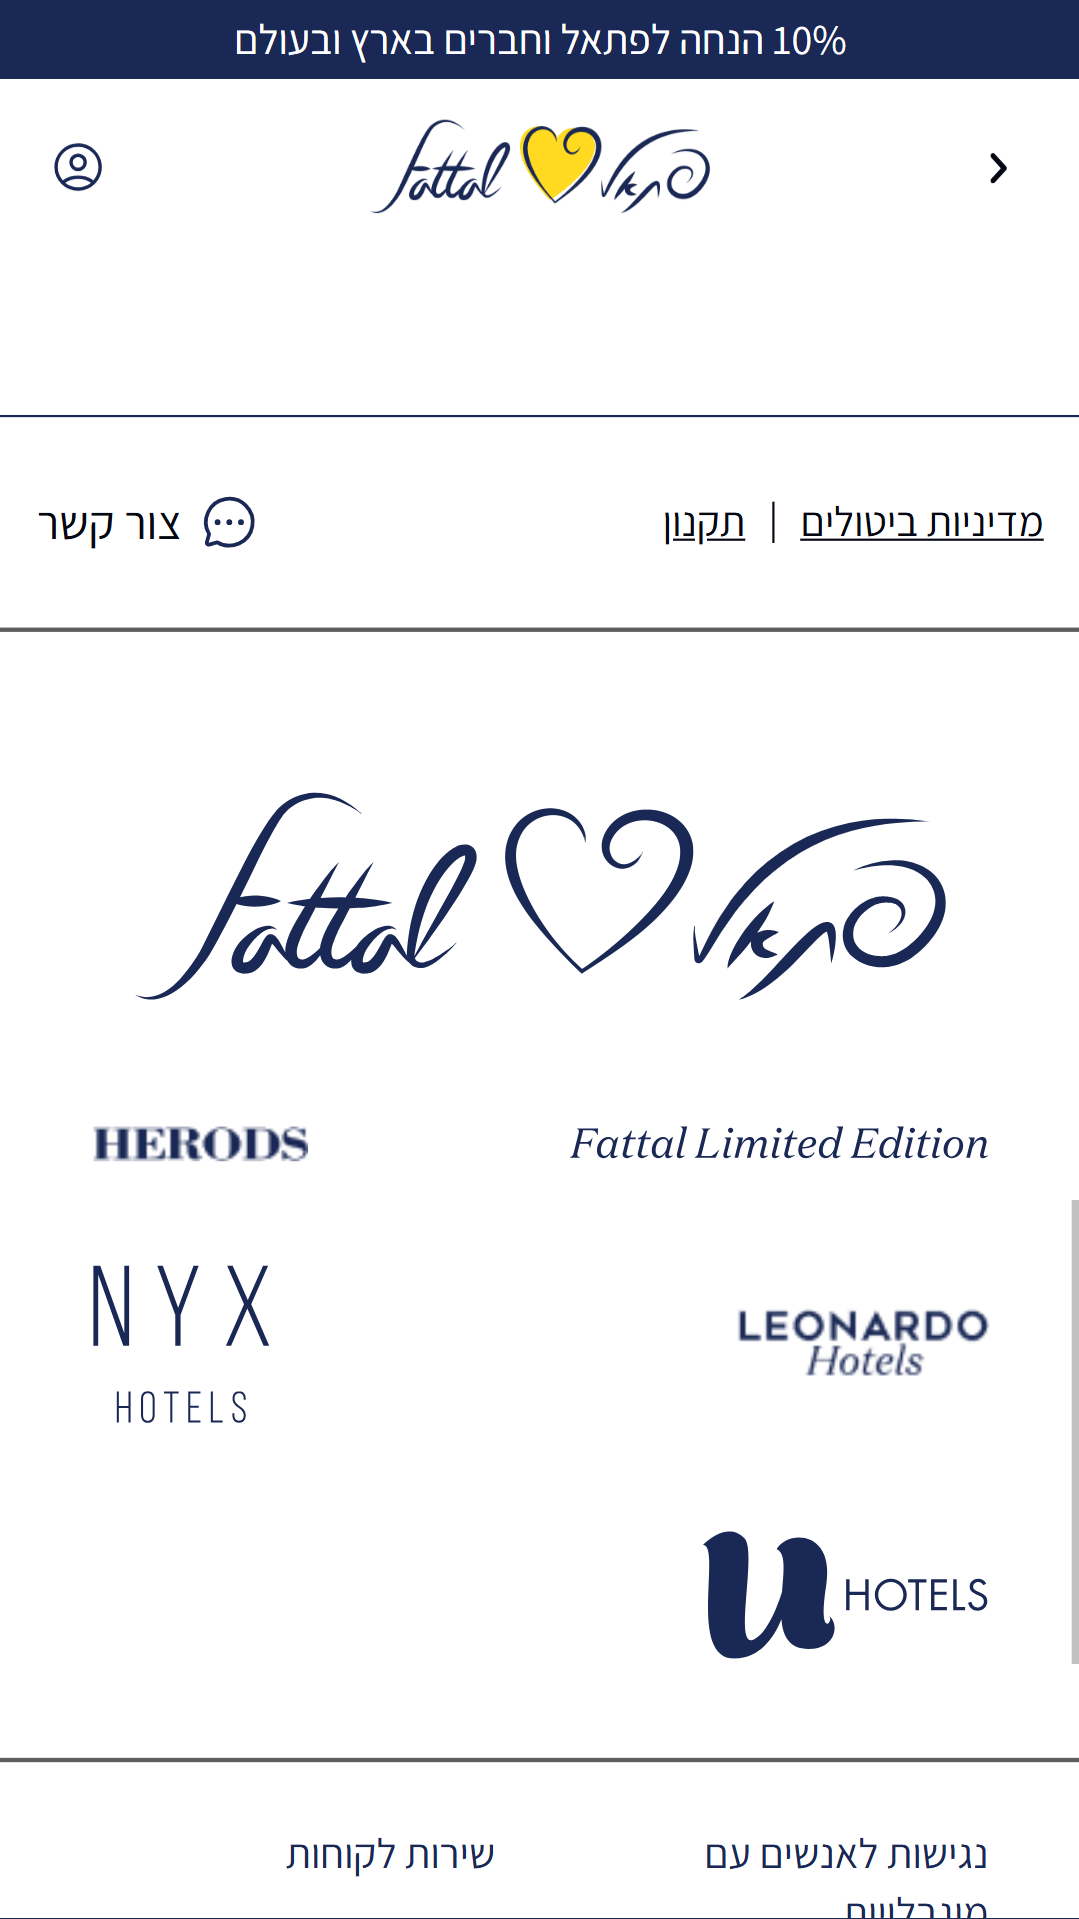 10% הנחה לפתאל וחברים בארץ ובעולם
פתאל Fattal
מדיניות ביטולים | תקנון צור קשר
פתאל Fattal
Fattal Limited Edition HERODS
LEONARDO
Hotels
NYX
HOTELS
u HOTELS
נגישות לאנשים עם שירות לקוחות